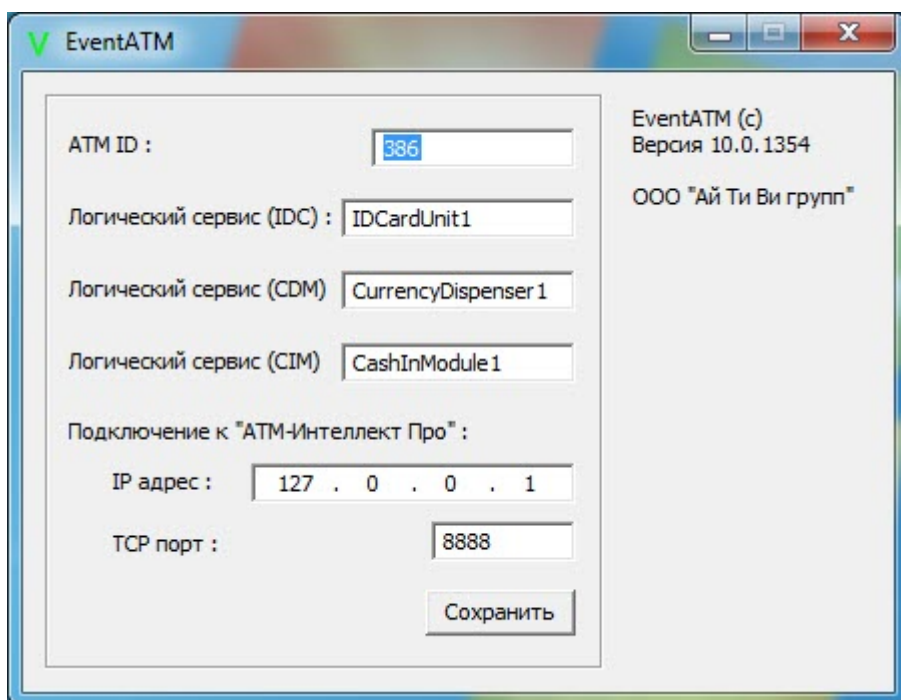 EventATM
ATM ID :
386
Логический сервис (IDC) :
IDCardUnit1
Логический сервис (CDM)
CurrencyDispenser1
Логический сервис (CIM)
CashInModule1
Подключение к "АТМ-Интеллект Про" :
IP адрес :
127 . 0 . 0 . 1
TCP порт :
8888
Сохранить
EventATM (c)
Версия 10.0.1354
ООО "Ай Ти Ви групп"